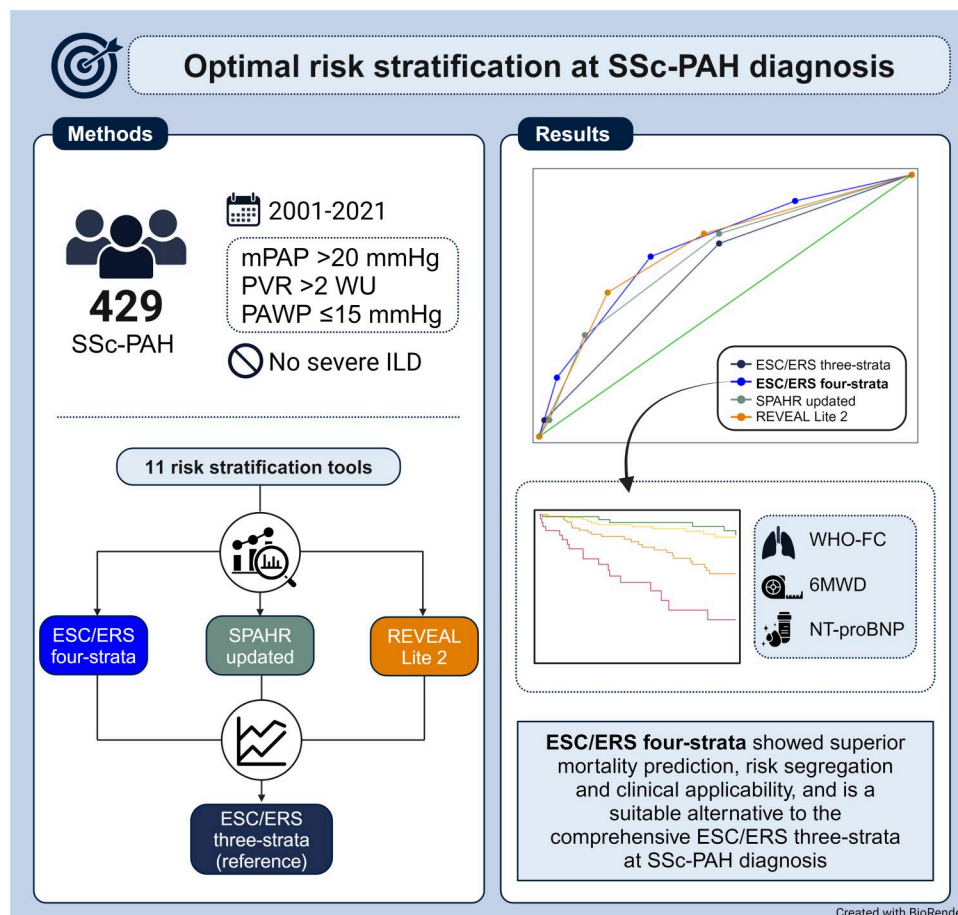 Optimal risk stratification at SSc-PAH diagnosis
Methods
429
SSc-PAH
2001-2021
mPAP >20 mmHg
PVR >2 WU
PAWP ≤15 mmHg
No severe ILD
11 risk stratification tools
ESC/ERS
four-strata
SPAHR
updated
REVEAL
Lite 2
ESC/ERS
three-strata
(reference)
Results
ESC/ERS three-strata
ESC/ERS four-strata
SPAHR updated
REVEAL Lite 2
WHO-FC
6MWD
NT-proBNP
ESC/ERS four-strata showed superior
mortality prediction, risk segregation
and clinical applicability, and is a
suitable alternative to the
comprehensive ESC/ERS three-strata
at SSc-PAH diagnosis
Created with BioRende